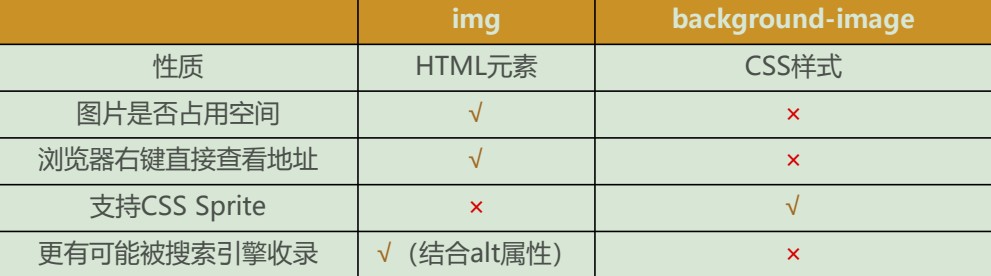 img background-image
性质 HTML元素 CSS样式
图片是否占用空间 √ ×
浏览器右键直接查看地址 √ ×
支持CSS Sprite × √
更有可能被搜索引擎收录 √（结合alt属性） ×